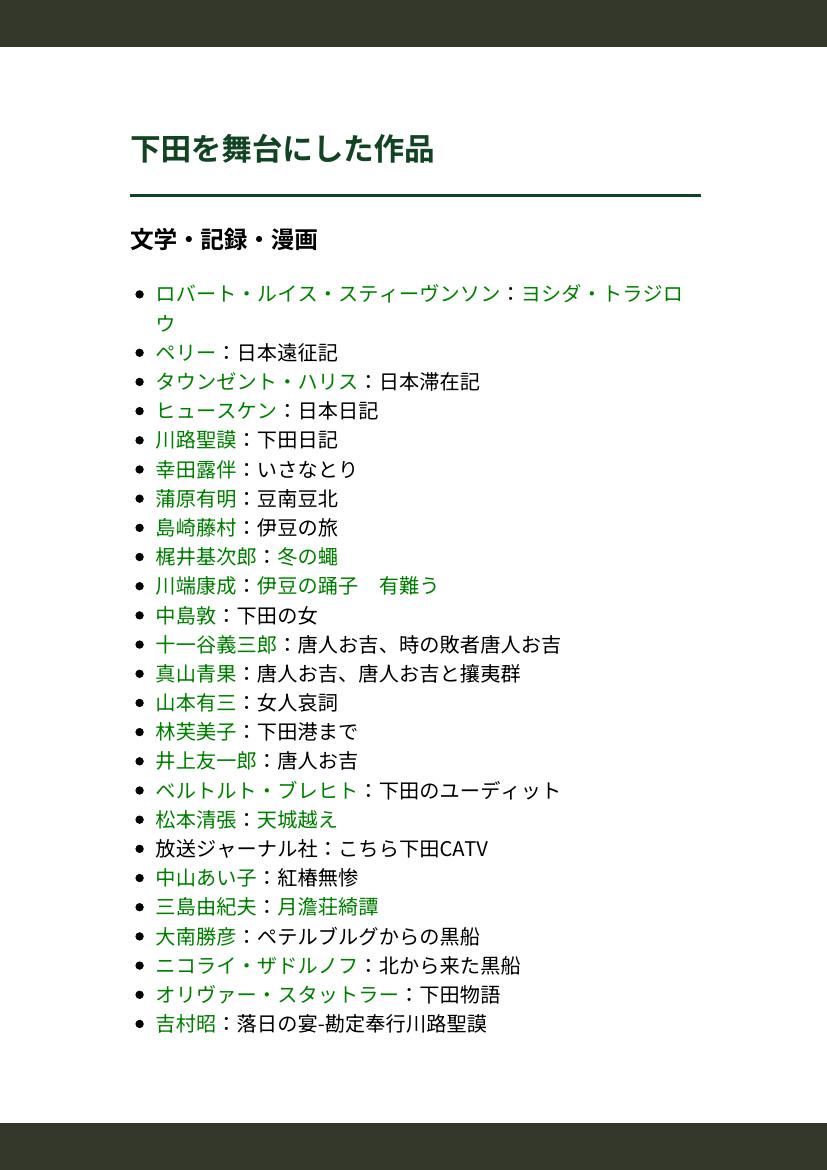 下田を舞台にした作品
文学・記録・漫画
ロバート・ルイス・スティーヴンソン：ヨシダ・トラジロ
ウ
ペリー：日本遠征記
タウンゼント・ハリス：日本滞在記
ヒュースケン：日本日記
川路聖謨：下田日記
幸田露伴：いさなとり
蒲原有明：豆南豆北
島崎藤村：伊豆の旅
梶井基次郎：冬の蠅
川端康成：伊豆の踊子　有難う
中島敦：下田の女
十一谷義三郎：唐人お吉、時の敗者唐人お吉
真山青果：唐人お吉、唐人お吉と攘夷群
山本有三：女人哀詞
林芙美子：下田港まで
井上友一郎：唐人お吉
ベルトルト・ブレヒト：下田のユーディット
松本清張：天城越え
放送ジャーナル社：こちら下田CATV
中山あい子：紅椿無惨
三島由紀夫：月澹荘綺譚
大南勝彦：ペテルブルグからの黒船
ニコライ・ザドルノフ：北から来た黒船
オリヴァー・スタットラー：下田物語
吉村昭：落日の宴-勘定奉行川路聖謨